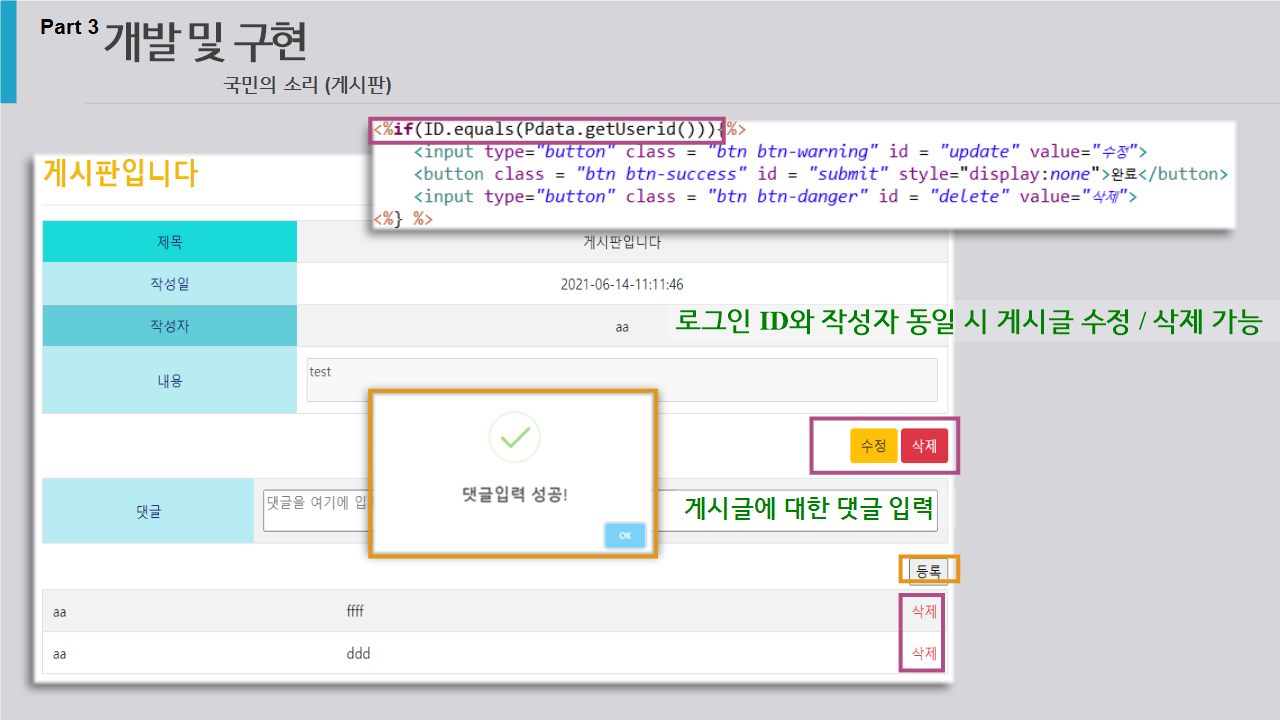 Part 3
개발 및 구현
국민의 소리 (게시판)
<%if(ID.equals(Pdata.getUserid())){%>
<input type="button" class = "btn btn-warning" id = "update" value="수정">
<button class = "btn btn-success" id = "submit" style="display:none">완료</button>
<input type="button" class = "btn btn-danger" id = "delete" value="삭제">
<%} %>
게시판입니다
제목 게시판입니다
작성일 2021-06-14-11:11:46
작성자 aa
로그인 ID와 작성자 동일 시 게시글 수정 / 삭제 가능
내용 test
수정 삭제
댓글입력 성공!
OK
댓글 댓글을 여기에
게시글에 대한 댓글 입력
등록
aa ffff 삭제
aa ddd 삭제